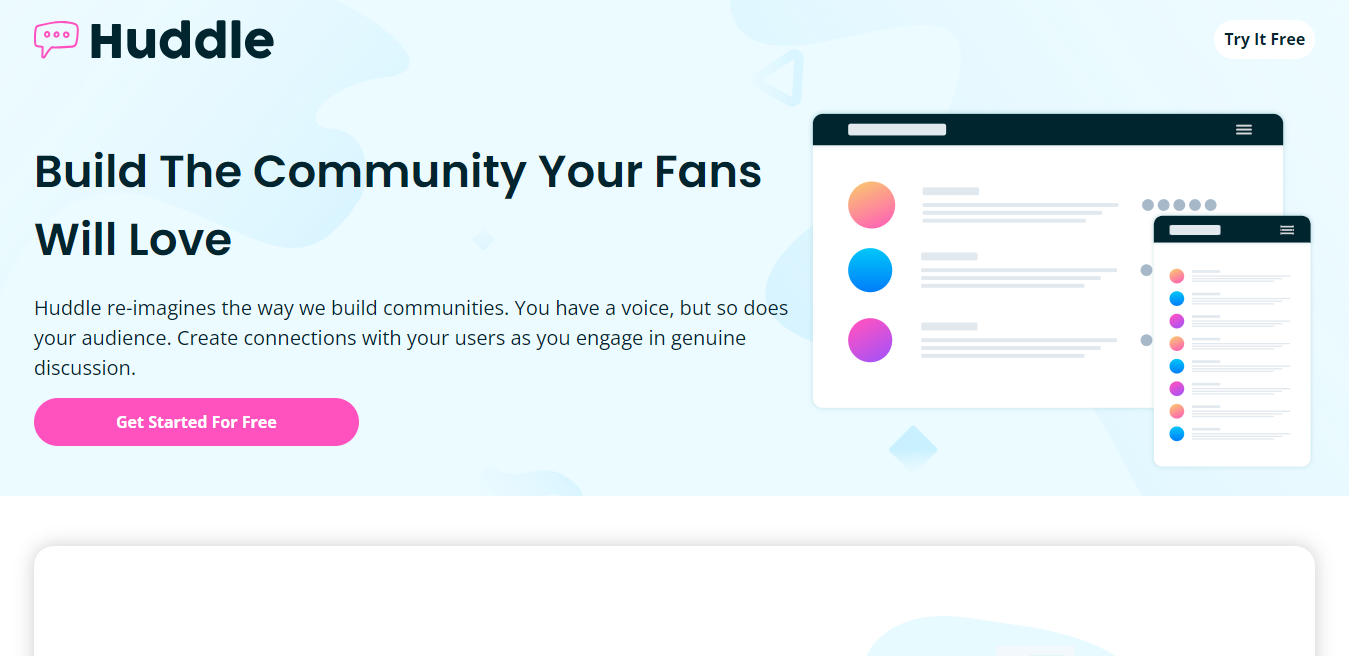 Huddle
Try It Free
Build The Community Your Fans
Will Love
Huddle re-imagines the way we build communities. You have a voice, but so does
your audience. Create connections with your users as you engage in genuine
discussion.
Get Started For Free